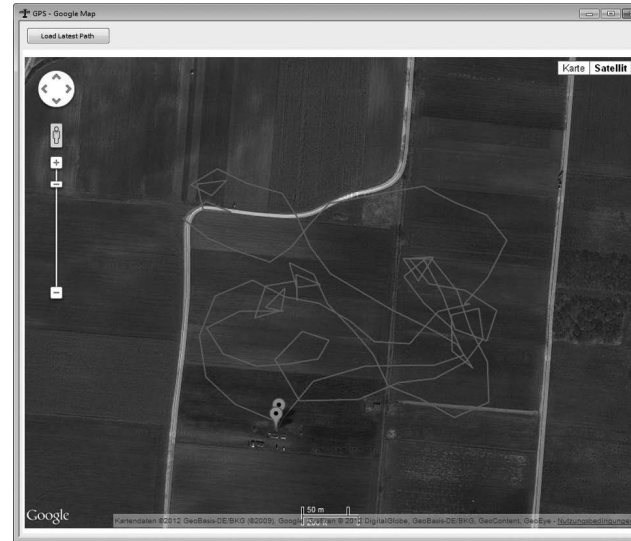 GPS - Google Map
Load Latest Path
Karte Satellit
50 m
Google
Kartendaten ©2012 GeoBasis-DE/BKG (©2009), Google, Grafiken © 2012 DigitalGlobe, GeoBasis-DE/BKG, GeoContent, GeoEye - Nutzungsbedingungen